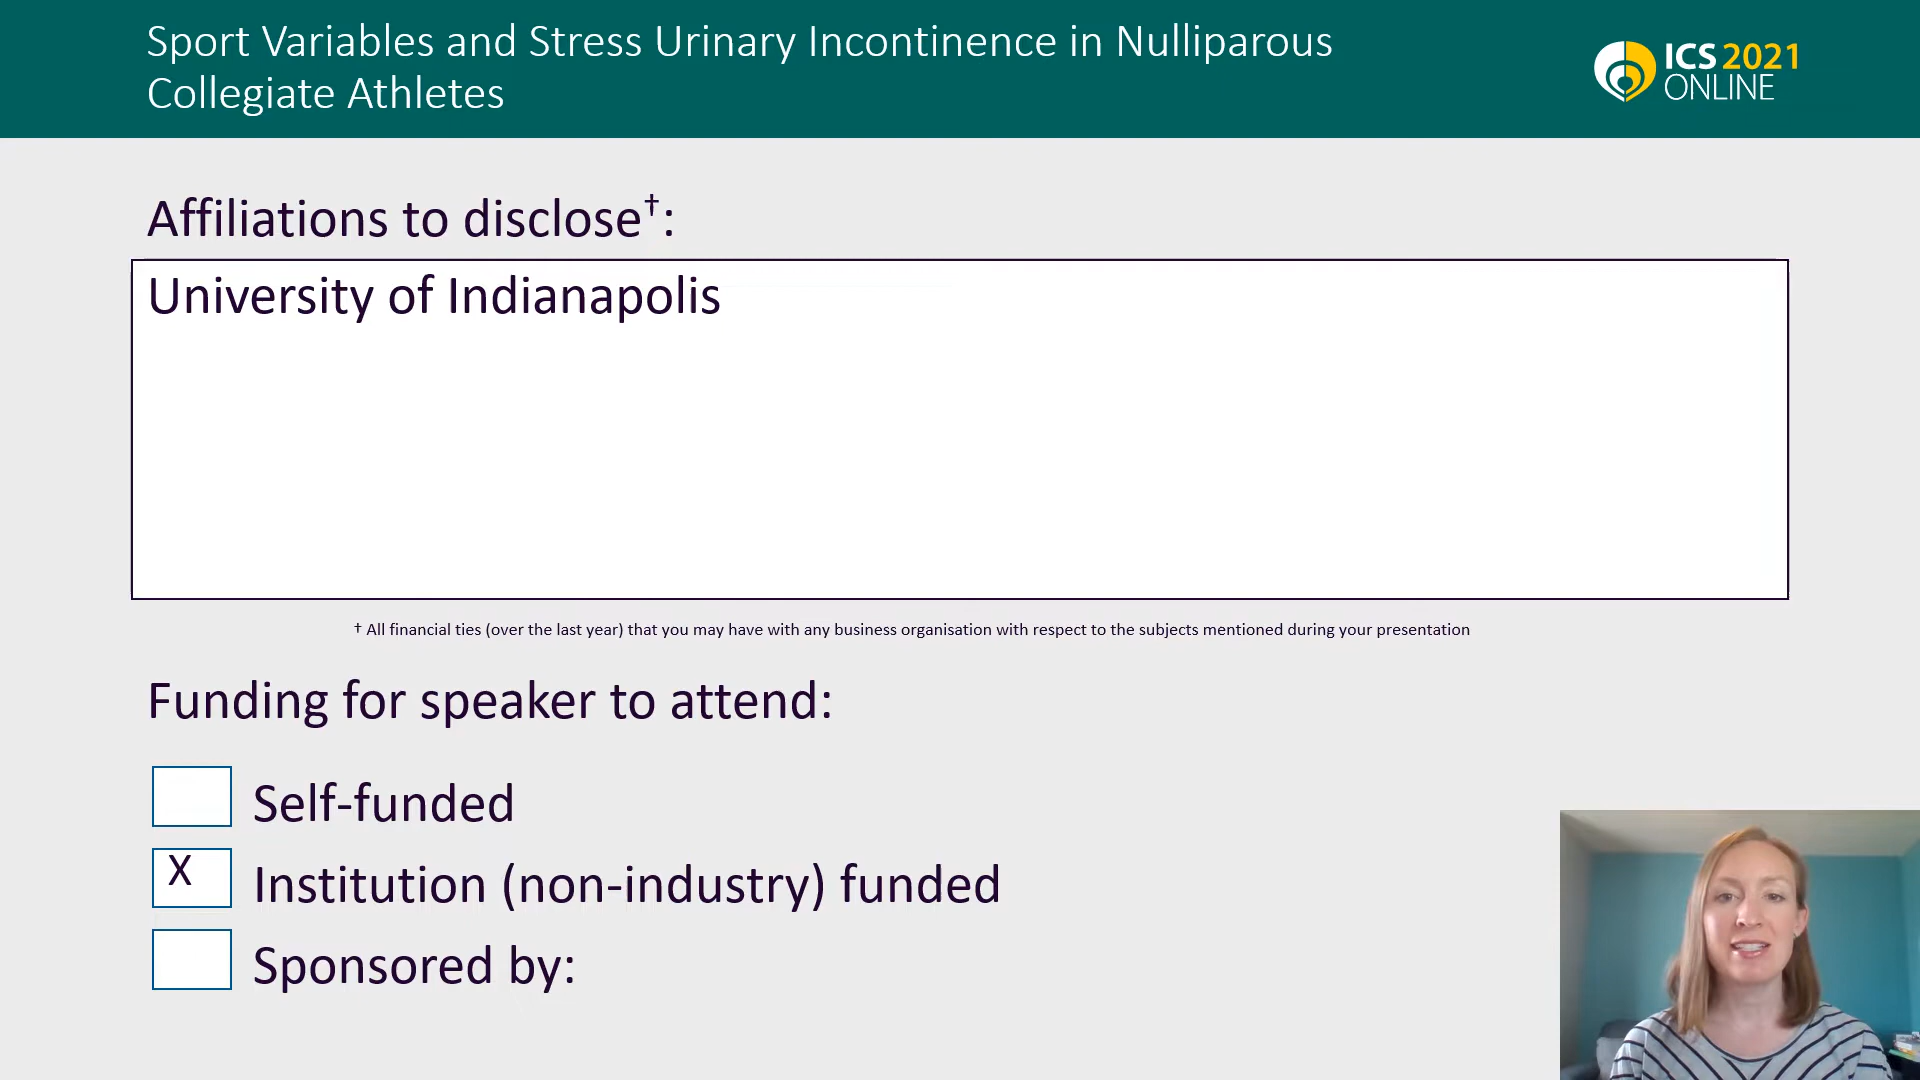 Sport Variables and Stress Urinary Incontinence in Nulliparous
Collegiate Athletes
ICS 2021
ONLINE
Affiliations to disclose†:
University of Indianapolis
† All financial ties (over the last year) that you may have with any business organisation with respect to the subjects mentioned during your presentation
Funding for speaker to attend:
Self-funded
X Institution (non-industry) funded
Sponsored by: